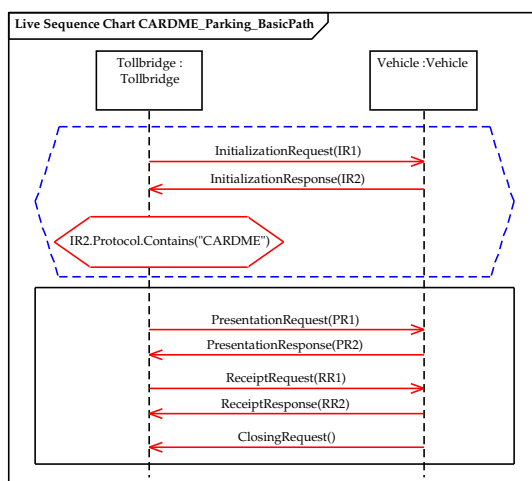 Live Sequence Chart CARDME_Parking_BasicPath
Tollbridge :
Tollbridge
Vehicle :Vehicle
InitializationRequest(IR1)
InitializationResponse(IR2)
IR2.Protocol.Contains("CARDME")
PresentationRequest(PR1)
PresentationResponse(PR2)
ReceiptRequest(RR1)
ReceiptResponse(RR2)
ClosingRequest()